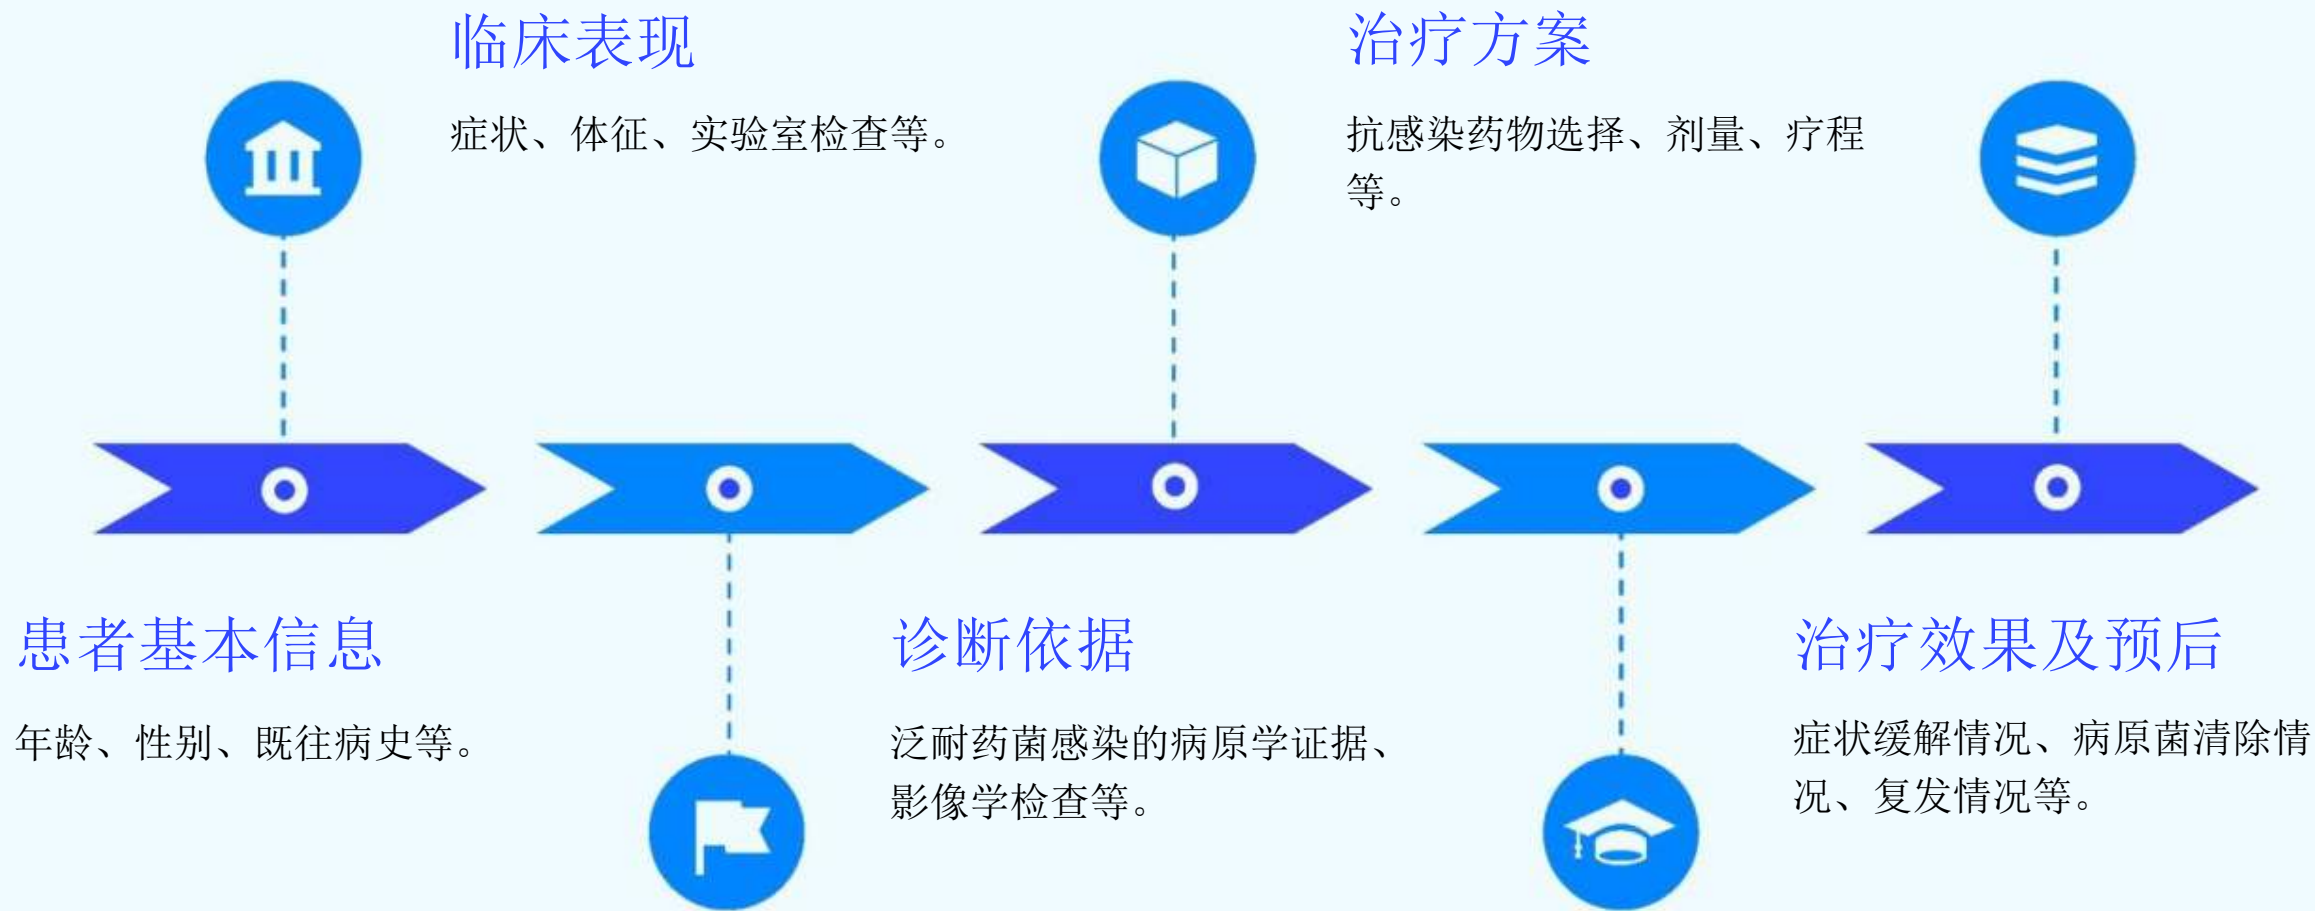 患者基本信息
年龄、性别、既往病史等。
临床表现
症状、体征、实验室检查等。
诊断依据
泛耐药菌感染的病原学证据、
影像学检查等。
治疗方案
抗感染药物选择、剂量、疗程
等。
治疗效果及预后
症状缓解情况、病原菌清除情
况、复发情况等。